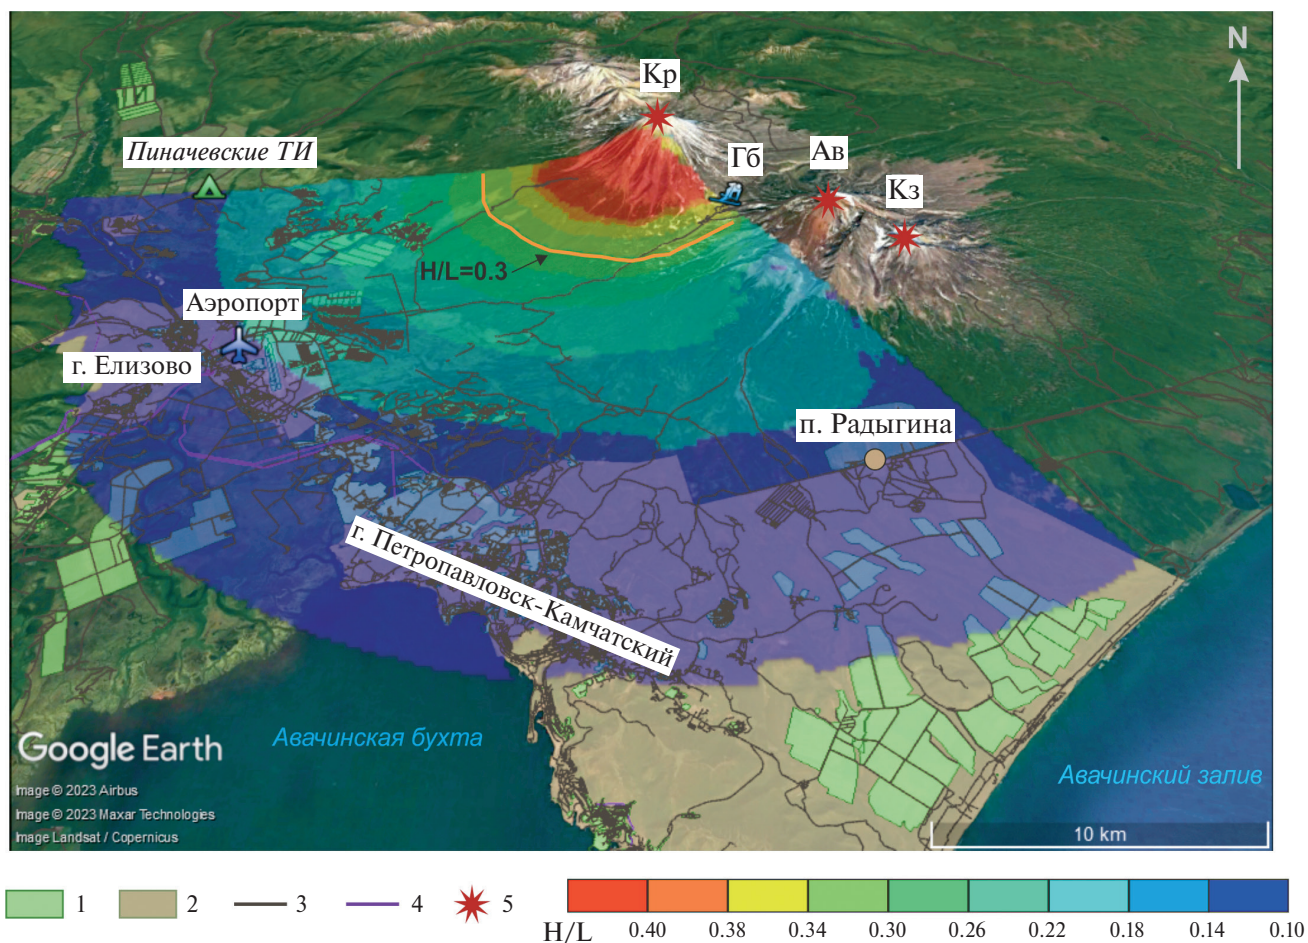 N
Кр
Пиначевские ТИ
Гб
Ав
Кз
H/L=0.3
Аэропорт
г. Елизово
п. Радыгина
г. Петропавловск-Камчатский
Авачинская бухта
Google Earth
Авачинский залив
Image © 2023 Airbus
Image © 2023 Maxar Technologies
Image Landsat / Copernicus
10 km
1 2 3 4 5
H/L 0.40 0.38 0.34 0.30 0.26 0.22 0.18 0.14 0.10